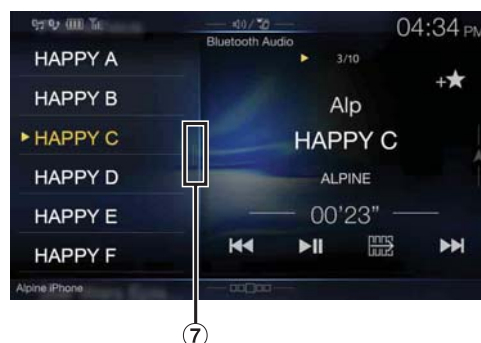 04:34 PM
Bluetooth Audio
3/10
HAPPY A
HAPPY B
HAPPY C
HAPPY D
HAPPY E
HAPPY F
Alp
HAPPY C
ALPINE
00'23"
Alpine iPhone
7